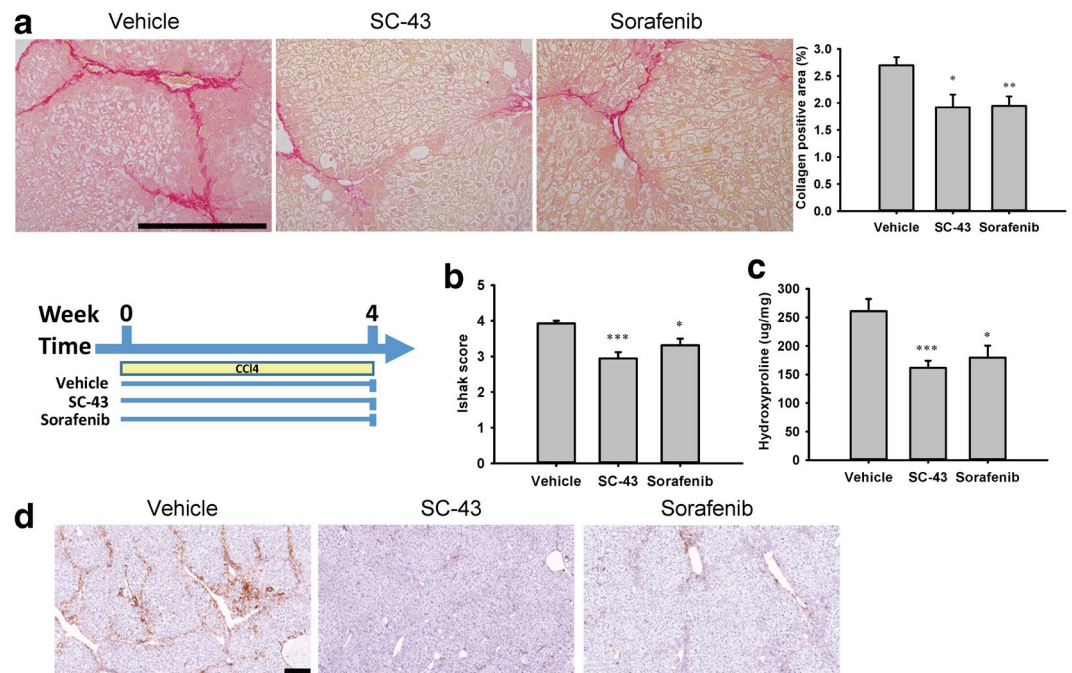 a
Vehicle
SC-43
Sorafenib
Collagen positive area (%)
3.0
2.5
2.0
1.5
1.0
0.5
0.0
*
**
Vehicle SC-43 Sorafenib
Week 0 4
Time
CCl4
Vehicle
SC-43
Sorafenib
b
Ishak score
5
4
3
2
1
0
***
*
Vehicle SC-43 Sorafenib
c
Hydroxyproline (ug/mg)
300
250
200
150
100
50
0
***
*
Vehicle SC-43 Sorafenib
d
Vehicle
SC-43
Sorafenib